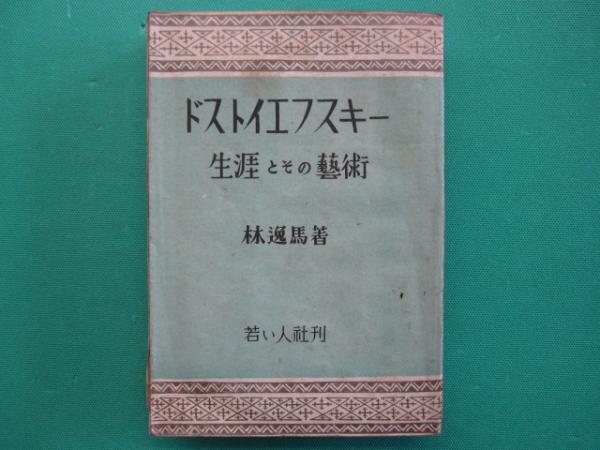 ドストイエフスキー
生涯とその藝術
林逸馬著
若い人社刊